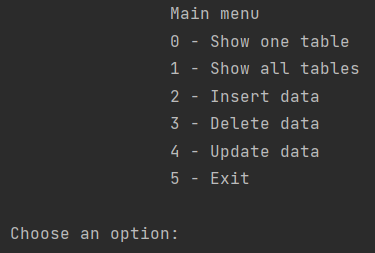 Main menu
0 - Show one table
1 - Show all tables
2 - Insert data
3 - Delete data
4 - Update data
5 - Exit
Choose an option: